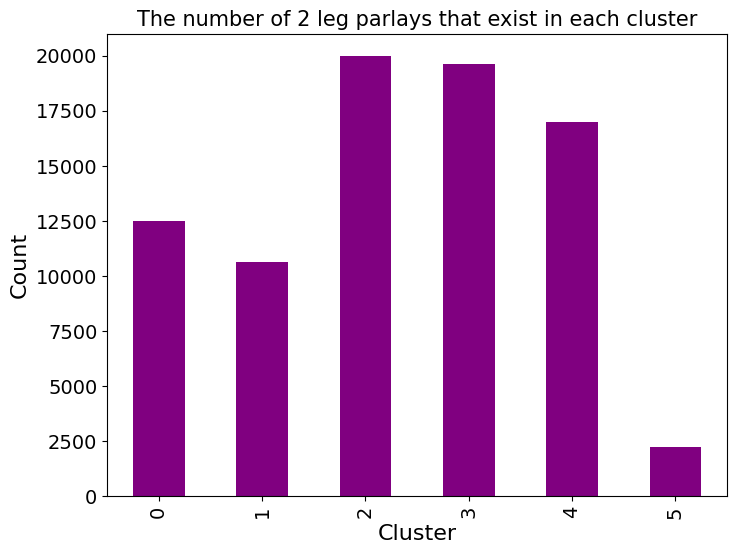 The number of 2 leg parlays that exist in each cluster
20000
17500
15000
12500
10000
7500
5000
2500
0
Count
0 1 2 3 4 5
Cluster